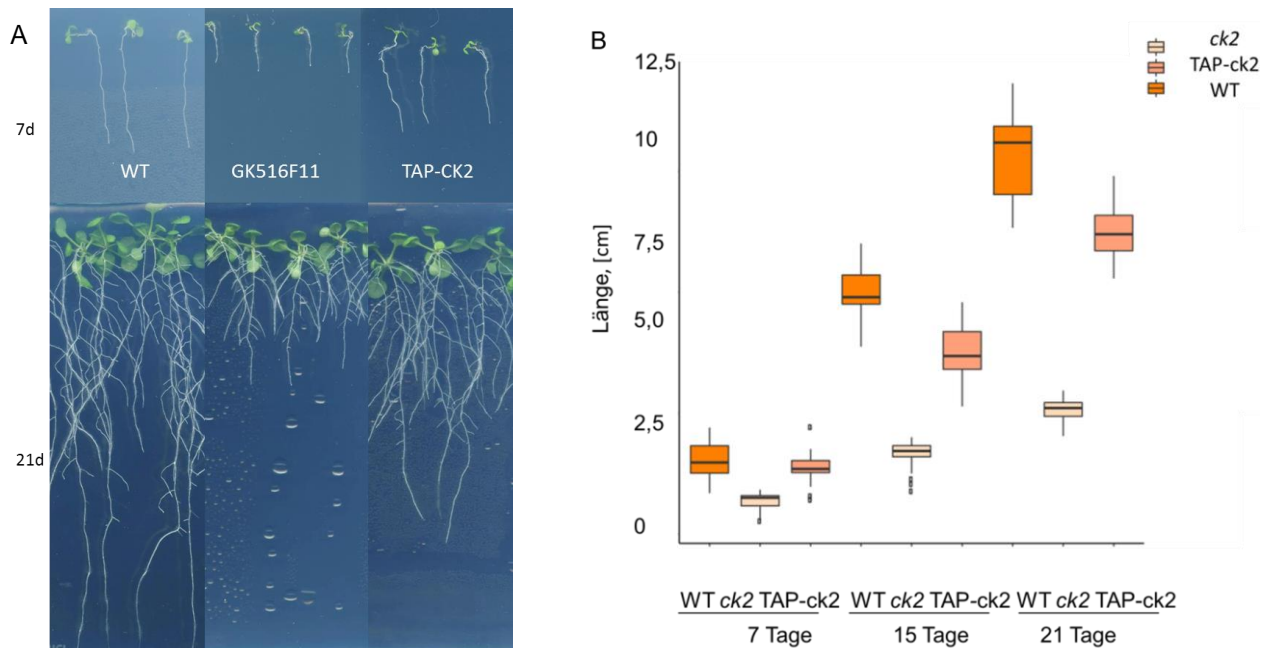 A
7d
WT
GK516F11
TAP-CK2
21d
B
ck2
TAP-ck2
WT
12,5
10
7,5
5,0
2,5
0
Länge, [cm]
WT ck2 TAP-ck2 WT ck2 TAP-ck2 WT ck2 TAP-ck2
7 Tage 15 Tage 21 Tage